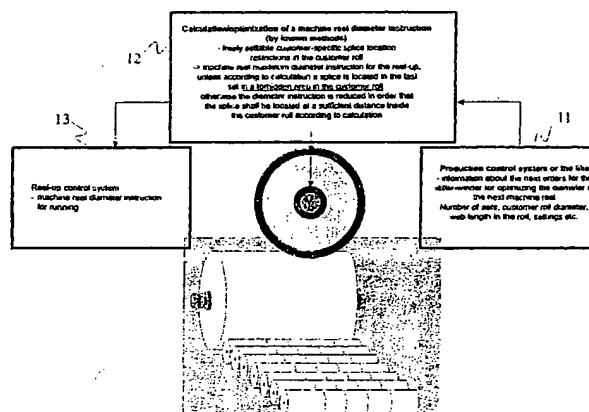 12
Calculation/optimization of a machine reel diameter instruction
(by known methods)
- freely settable customer-specific splice location
restrictions in the customer roll
-> machine reel maximum diameter instruction for the reel-up,
unless according to calculation a splice is located in the last
set in a forbidden area in the customer roll
otherwise the diameter instruction is reduced in order that
the splice shall be located at a sufficient distance inside
the customer roll according to calculation
13
Reel-up control system
- machine reel diameter instruction
for running
11
Production control system or the like
- information about the next orders for the
slitter-winder for optimizing the diameter of
the next machine reel
Number of sets, customer roll diameter,
web length in the roll, settings etc.